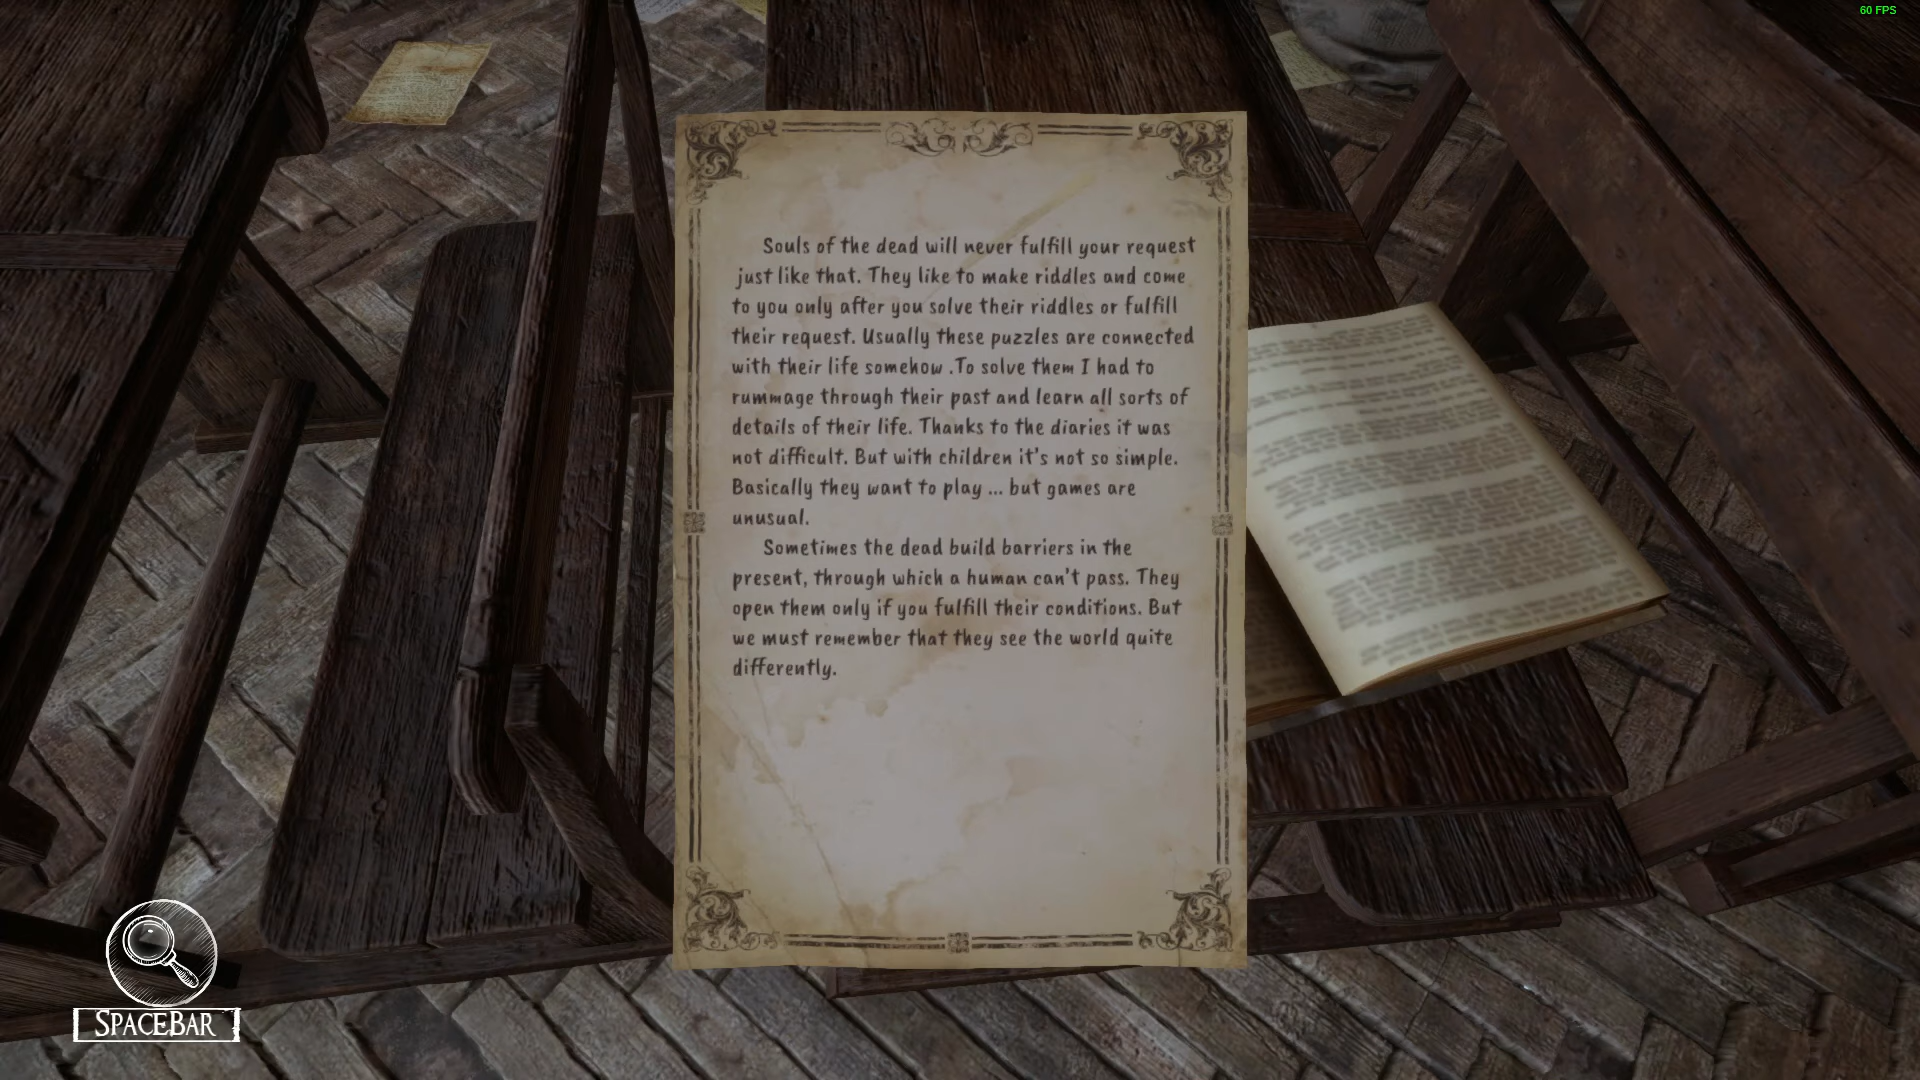 60 FPS
Souls of the dead will never fulfill your request
just like that. They like to make riddles and come
to you only after you solve their riddles or fulfill
their request. Usually these puzzles are connected
with their life somehow .To solve them I had to
rummage through their past and learn all sorts of
details of their life. Thanks to the diaries it was
not difficult. But with children it's not so simple.
Basically they want to play ... but games are
unusual.
Sometimes the dead build barriers in the
present, through which a human can't pass. They
open them only if you fulfill their conditions. But
we must remember that they see the world quite
differently.
SPACEBAR